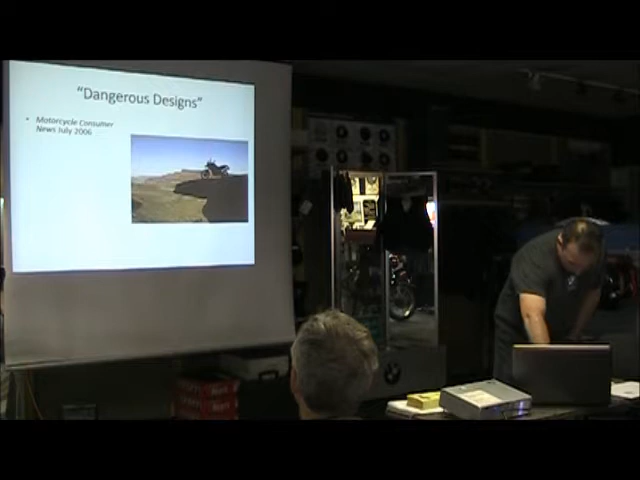 “Dangerous Designs”
• Motorcycle Consumer
News July 2006